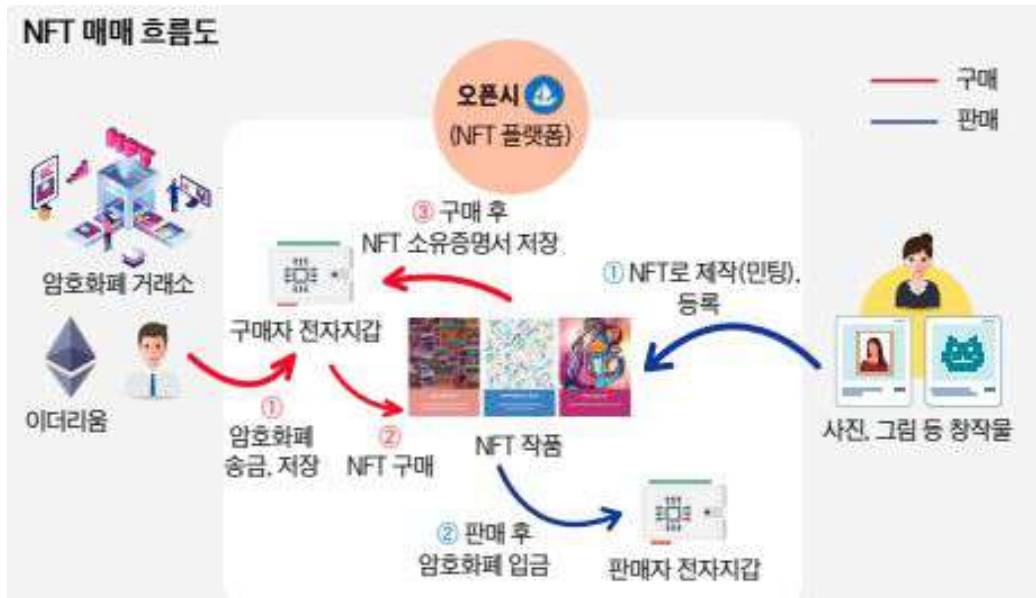 NFT 매매 흐름도
오픈시
(NFT 플랫폼)
구매
판매
NFT
암호화폐 거래소
이더리움
구매자 전자지갑
① 암호화폐
송금, 저장
② NFT 구매
③ 구매 후
NFT 소유증명서 저장
NFT 작품
① NFT로 제작(민팅),
등록
사진, 그림 등 창작물
② 판매 후
암호화폐 입금
판매자 전자지갑